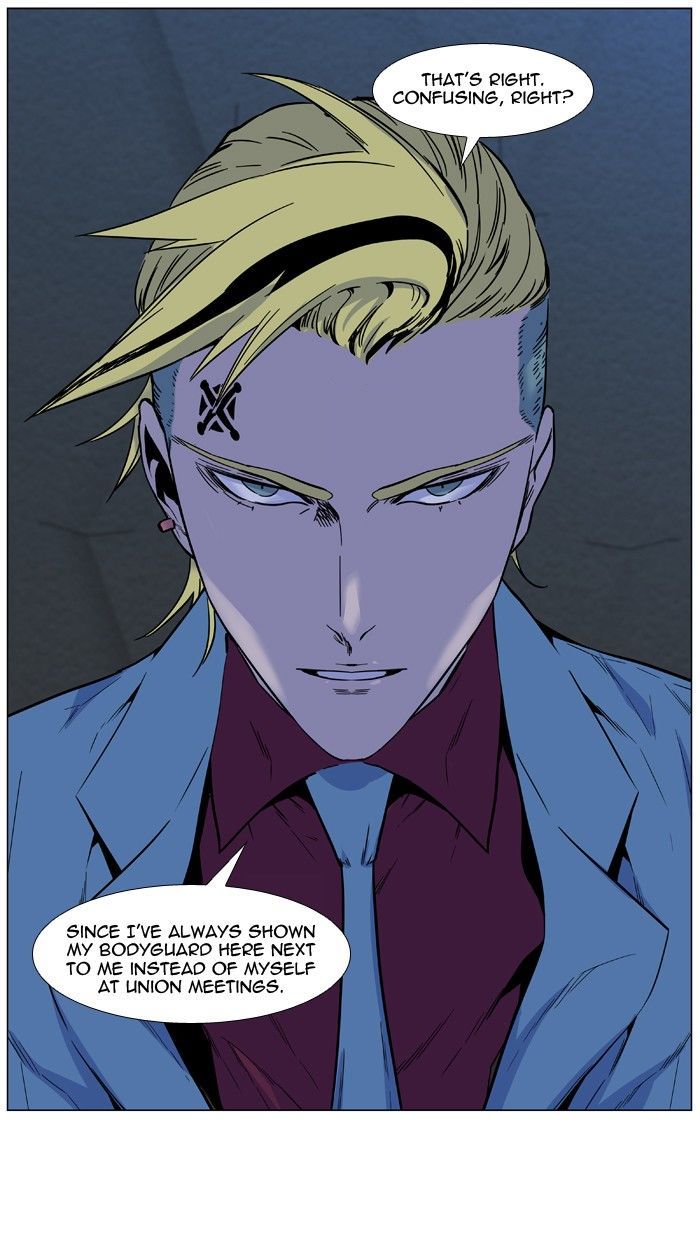 THAT'S RIGHT.
CONFUSING, RIGHT?
SINCE I'VE ALWAYS SHOWN
MY BODYGUARD HERE NEXT
TO ME INSTEAD OF MYSELF
AT UNION MEETINGS.